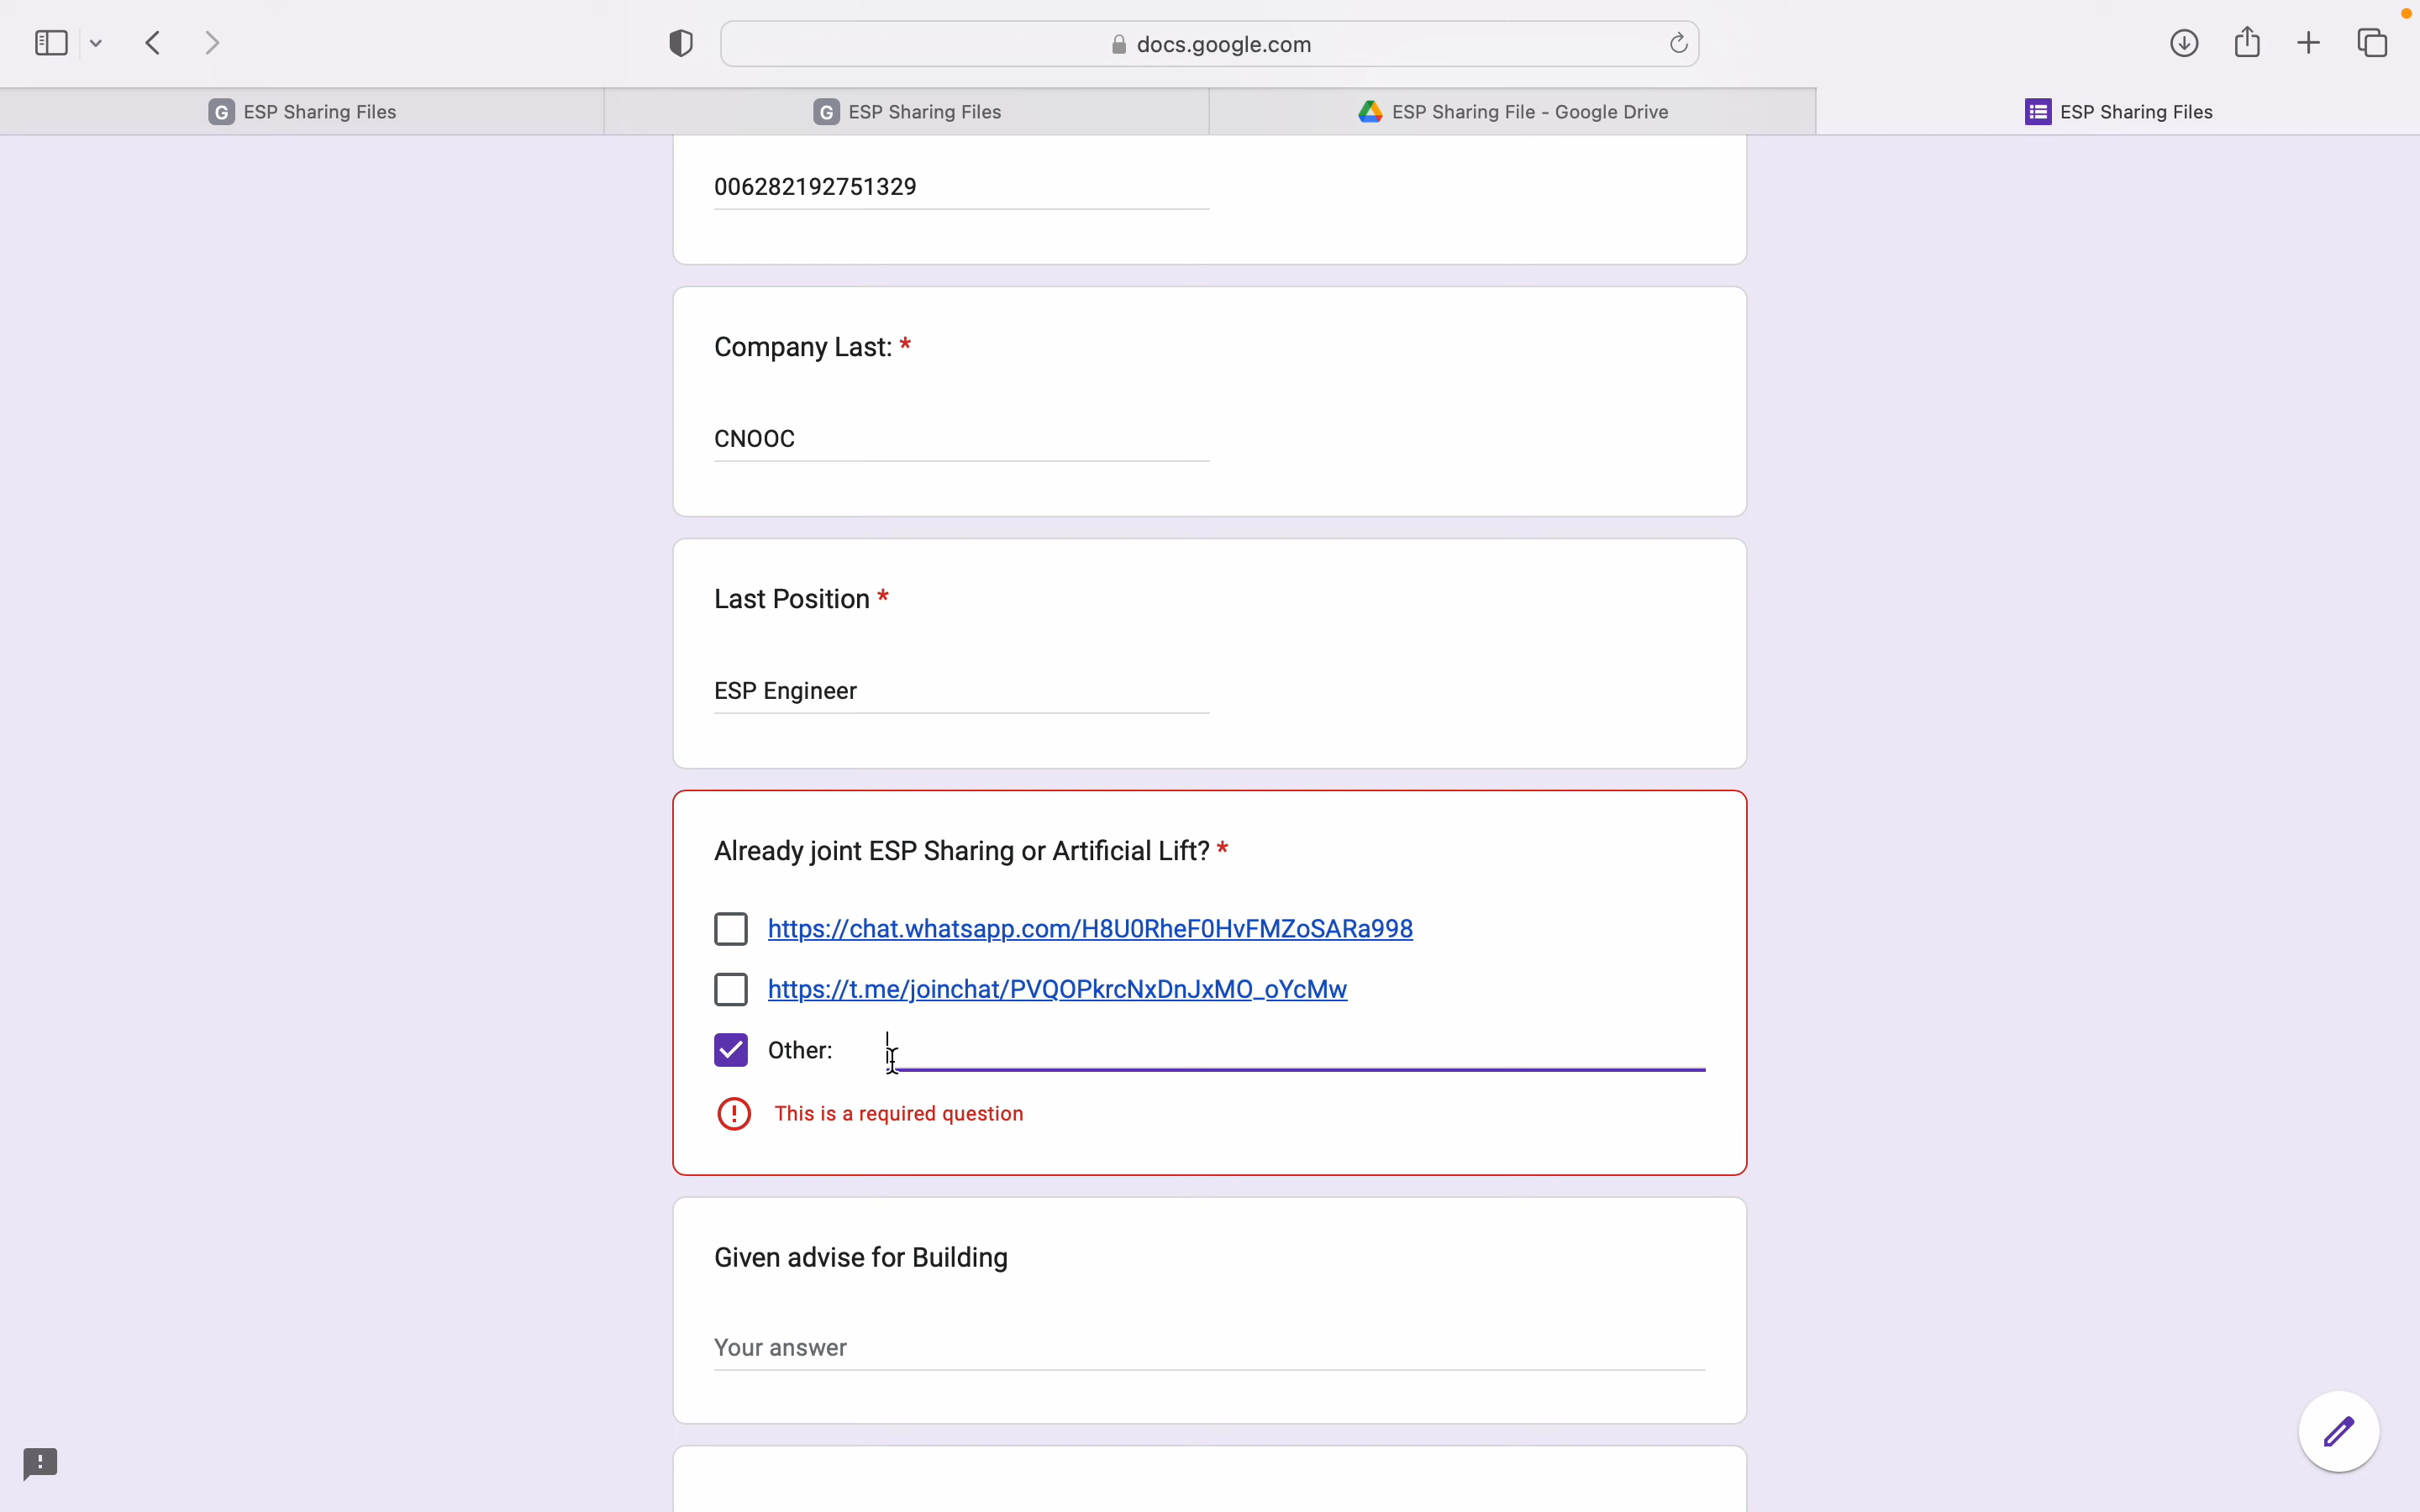 docs.google.com
ESP Sharing Files
ESP Sharing Files
ESP Sharing File - Google Drive
ESP Sharing Files
006282192751329
Company Last: *
CNOOC
Last Position *
ESP Engineer
Already joint ESP Sharing or Artificial Lift? *
https://chat.whatsapp.com/H8U0RheF0HvFMZoSARa998
https://t.me/joinchat/PVQOPkrcNxDnJxMO_oYcMw
Other:
This is a required question
Given advise for Building
Your answer